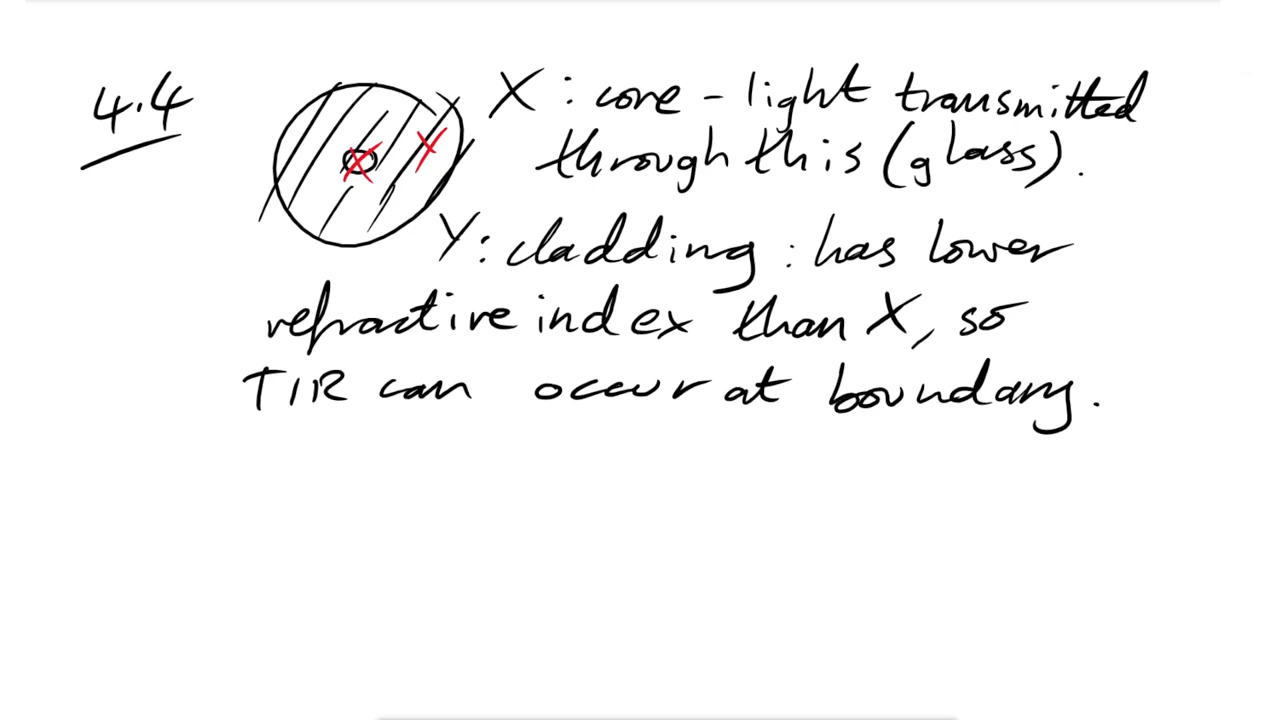 4.4
X : core - light transmitted
through this (glass).
X
Y
Y : cladding : has lower
refractive index than X, so
TIR can occur at boundary.